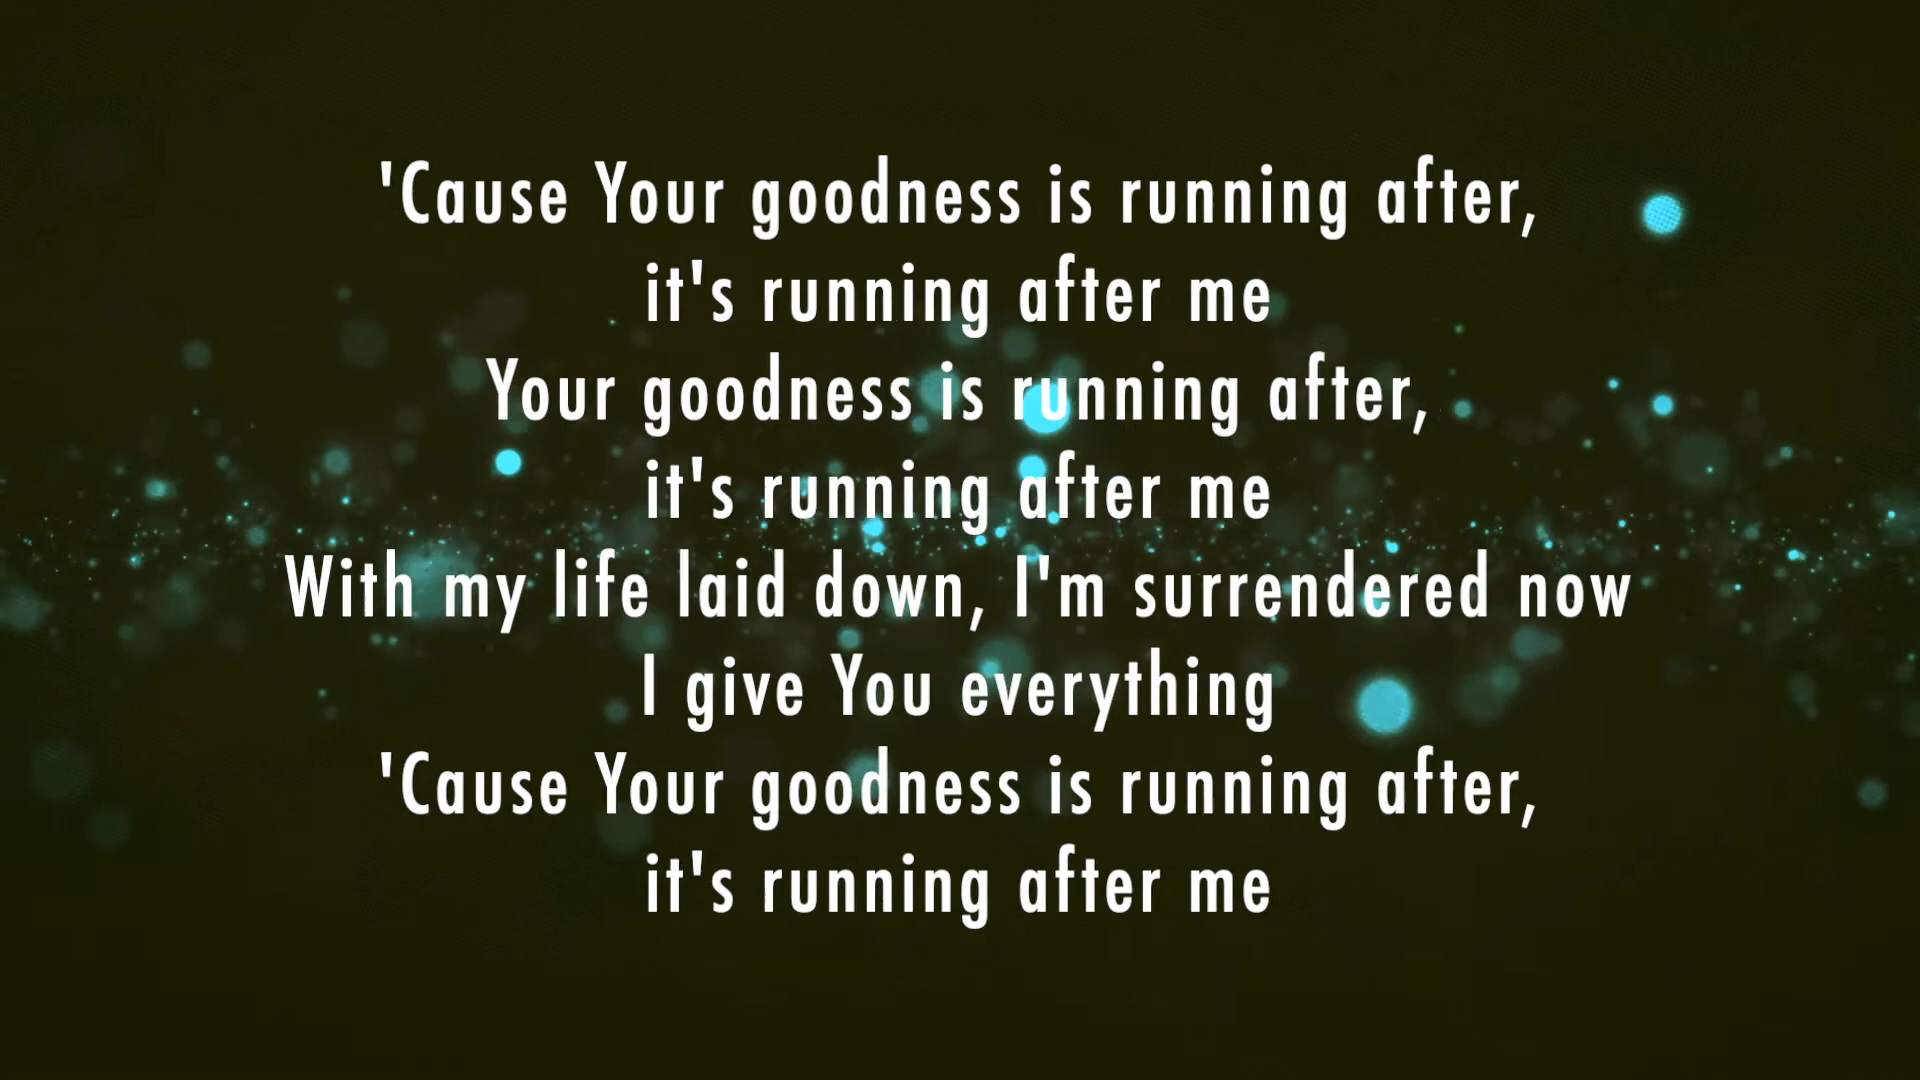 'Cause Your goodness is running after,
it's running after me
Your goodness is running after,
it's running after me
With my life laid down, I'm surrendered now
I give You everything
'Cause Your goodness is running after,
it's running after me